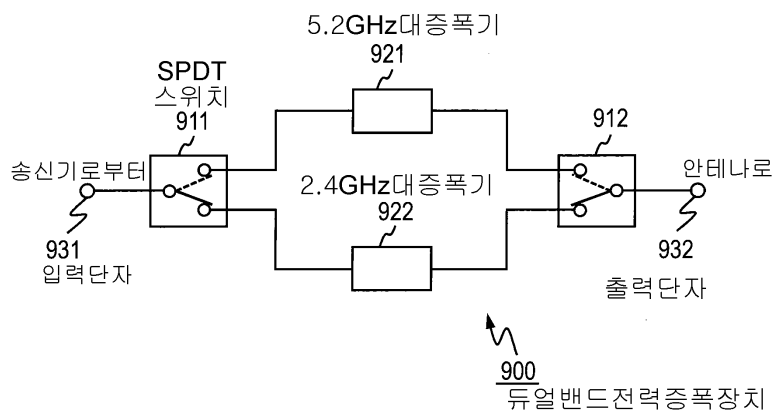 5.2GHz대증폭기
921
SPDT
스위치
911
912
송신기로부터
안테나로
2.4GHz대증폭기
922
931
입력단자
932
출력단자
900
듀얼밴드전력증폭장치